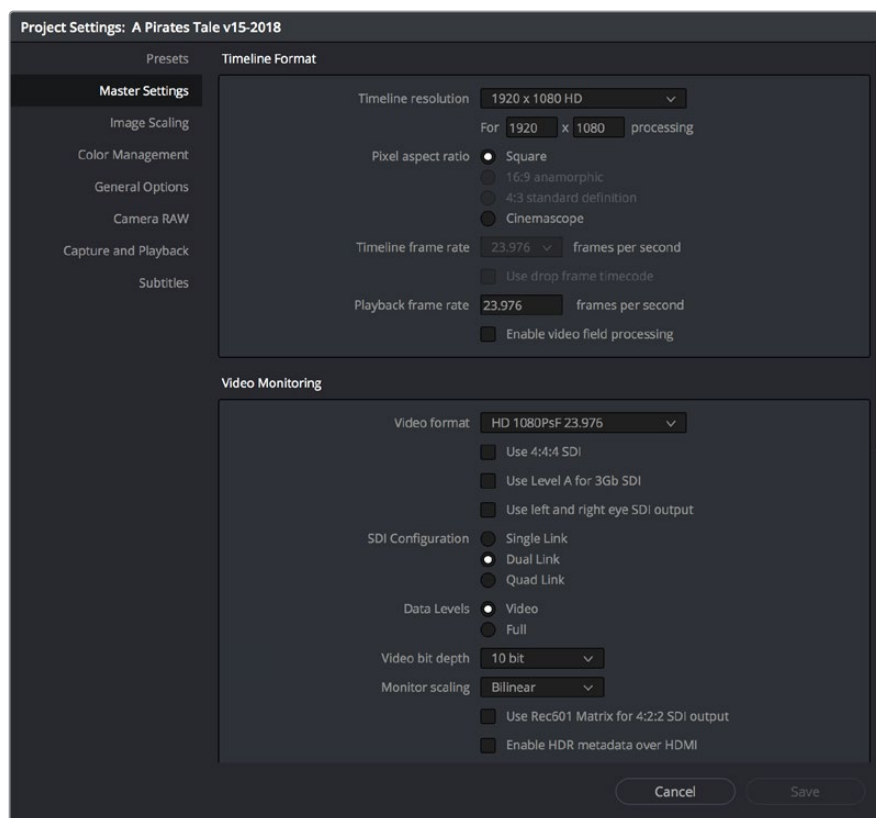 Project Settings: A Pirates Tale v15-2018
Presets
Master Settings
Image Scaling
Color Management
General Options
Camera RAW
Capture and Playback
Subtitles
Timeline Format
Timeline resolution 1920 x 1080 HD
For 1920 x 1080 processing
Pixel aspect ratio Square
16:9 anamorphic
4:3 standard definition
Cinemascope
Timeline frame rate 23.976 frames per second
Use drop frame timecode
Playback frame rate 23.976 frames per second
Enable video field processing
Video Monitoring
Video format HD 1080PsF 23.976
Use 4:4:4 SDI
Use Level A for 3Gb SDI
Use left and right eye SDI output
SDI Configuration Single Link
Dual Link
Quad Link
Data Levels Video
Full
Video bit depth 10 bit
Monitor scaling Bilinear
Use Rec601 Matrix for 4:2:2 SDI output
Enable HDR metadata over HDMI
Cancel Save